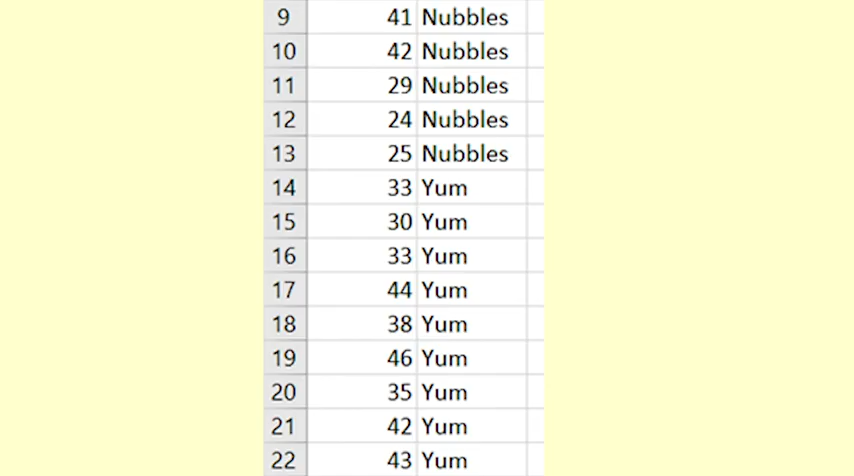 9 41 Nubbles
10 42 Nubbles
11 29 Nubbles
12 24 Nubbles
13 25 Nubbles
14 33 Yum
15 30 Yum
16 33 Yum
17 44 Yum
18 38 Yum
19 46 Yum
20 35 Yum
21 42 Yum
22 43 Yum